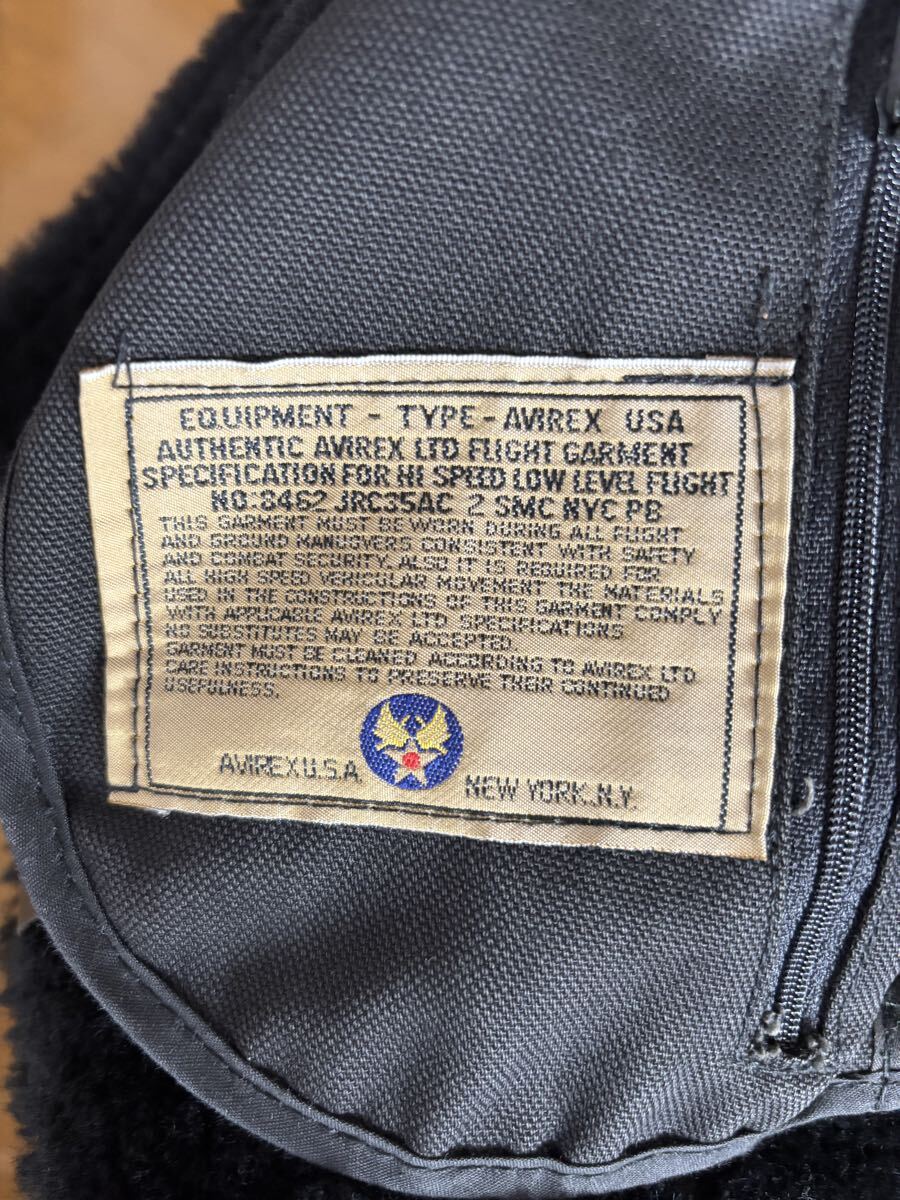 EQUIPMENT - TYPE - AVIREX USA
AUTHENTIC AVIREX LTD FLIGHT GARMENT
SPECIFICATION FOR HI SPEED LOW LEVEL FLIGHT
NO:8462 JRC35AC 2 SMC NYC PB
THIS GARMENT MUST BE WORN DURING ALL FLIGHT
AND GROUND MANUSVERS CONSISTENT WITH SAFETY
AND COMBAT SECURITY. ALSO IT IS REQUIRED FOR
ALL HIGH SPEED VEHICULAR MOVEMENT THE MATERIALS
USED IN THE CONSTRUCTIONS OF THIS GARMENT COMPLY
WITH APPLICABLE AVIREX LTD SPECIFICATIONS
NO SUBSTITUTES MAY BE ACCEPTED.
GARMENT MUST BE CLEANED ACCORDING TO AVIREX LTD
CARE INSTRUCTIONS TO PRESERVE THEIR CONTINUED
USEFULNESS.
AVIREX U.S.A.
NEW YORK.N.Y.